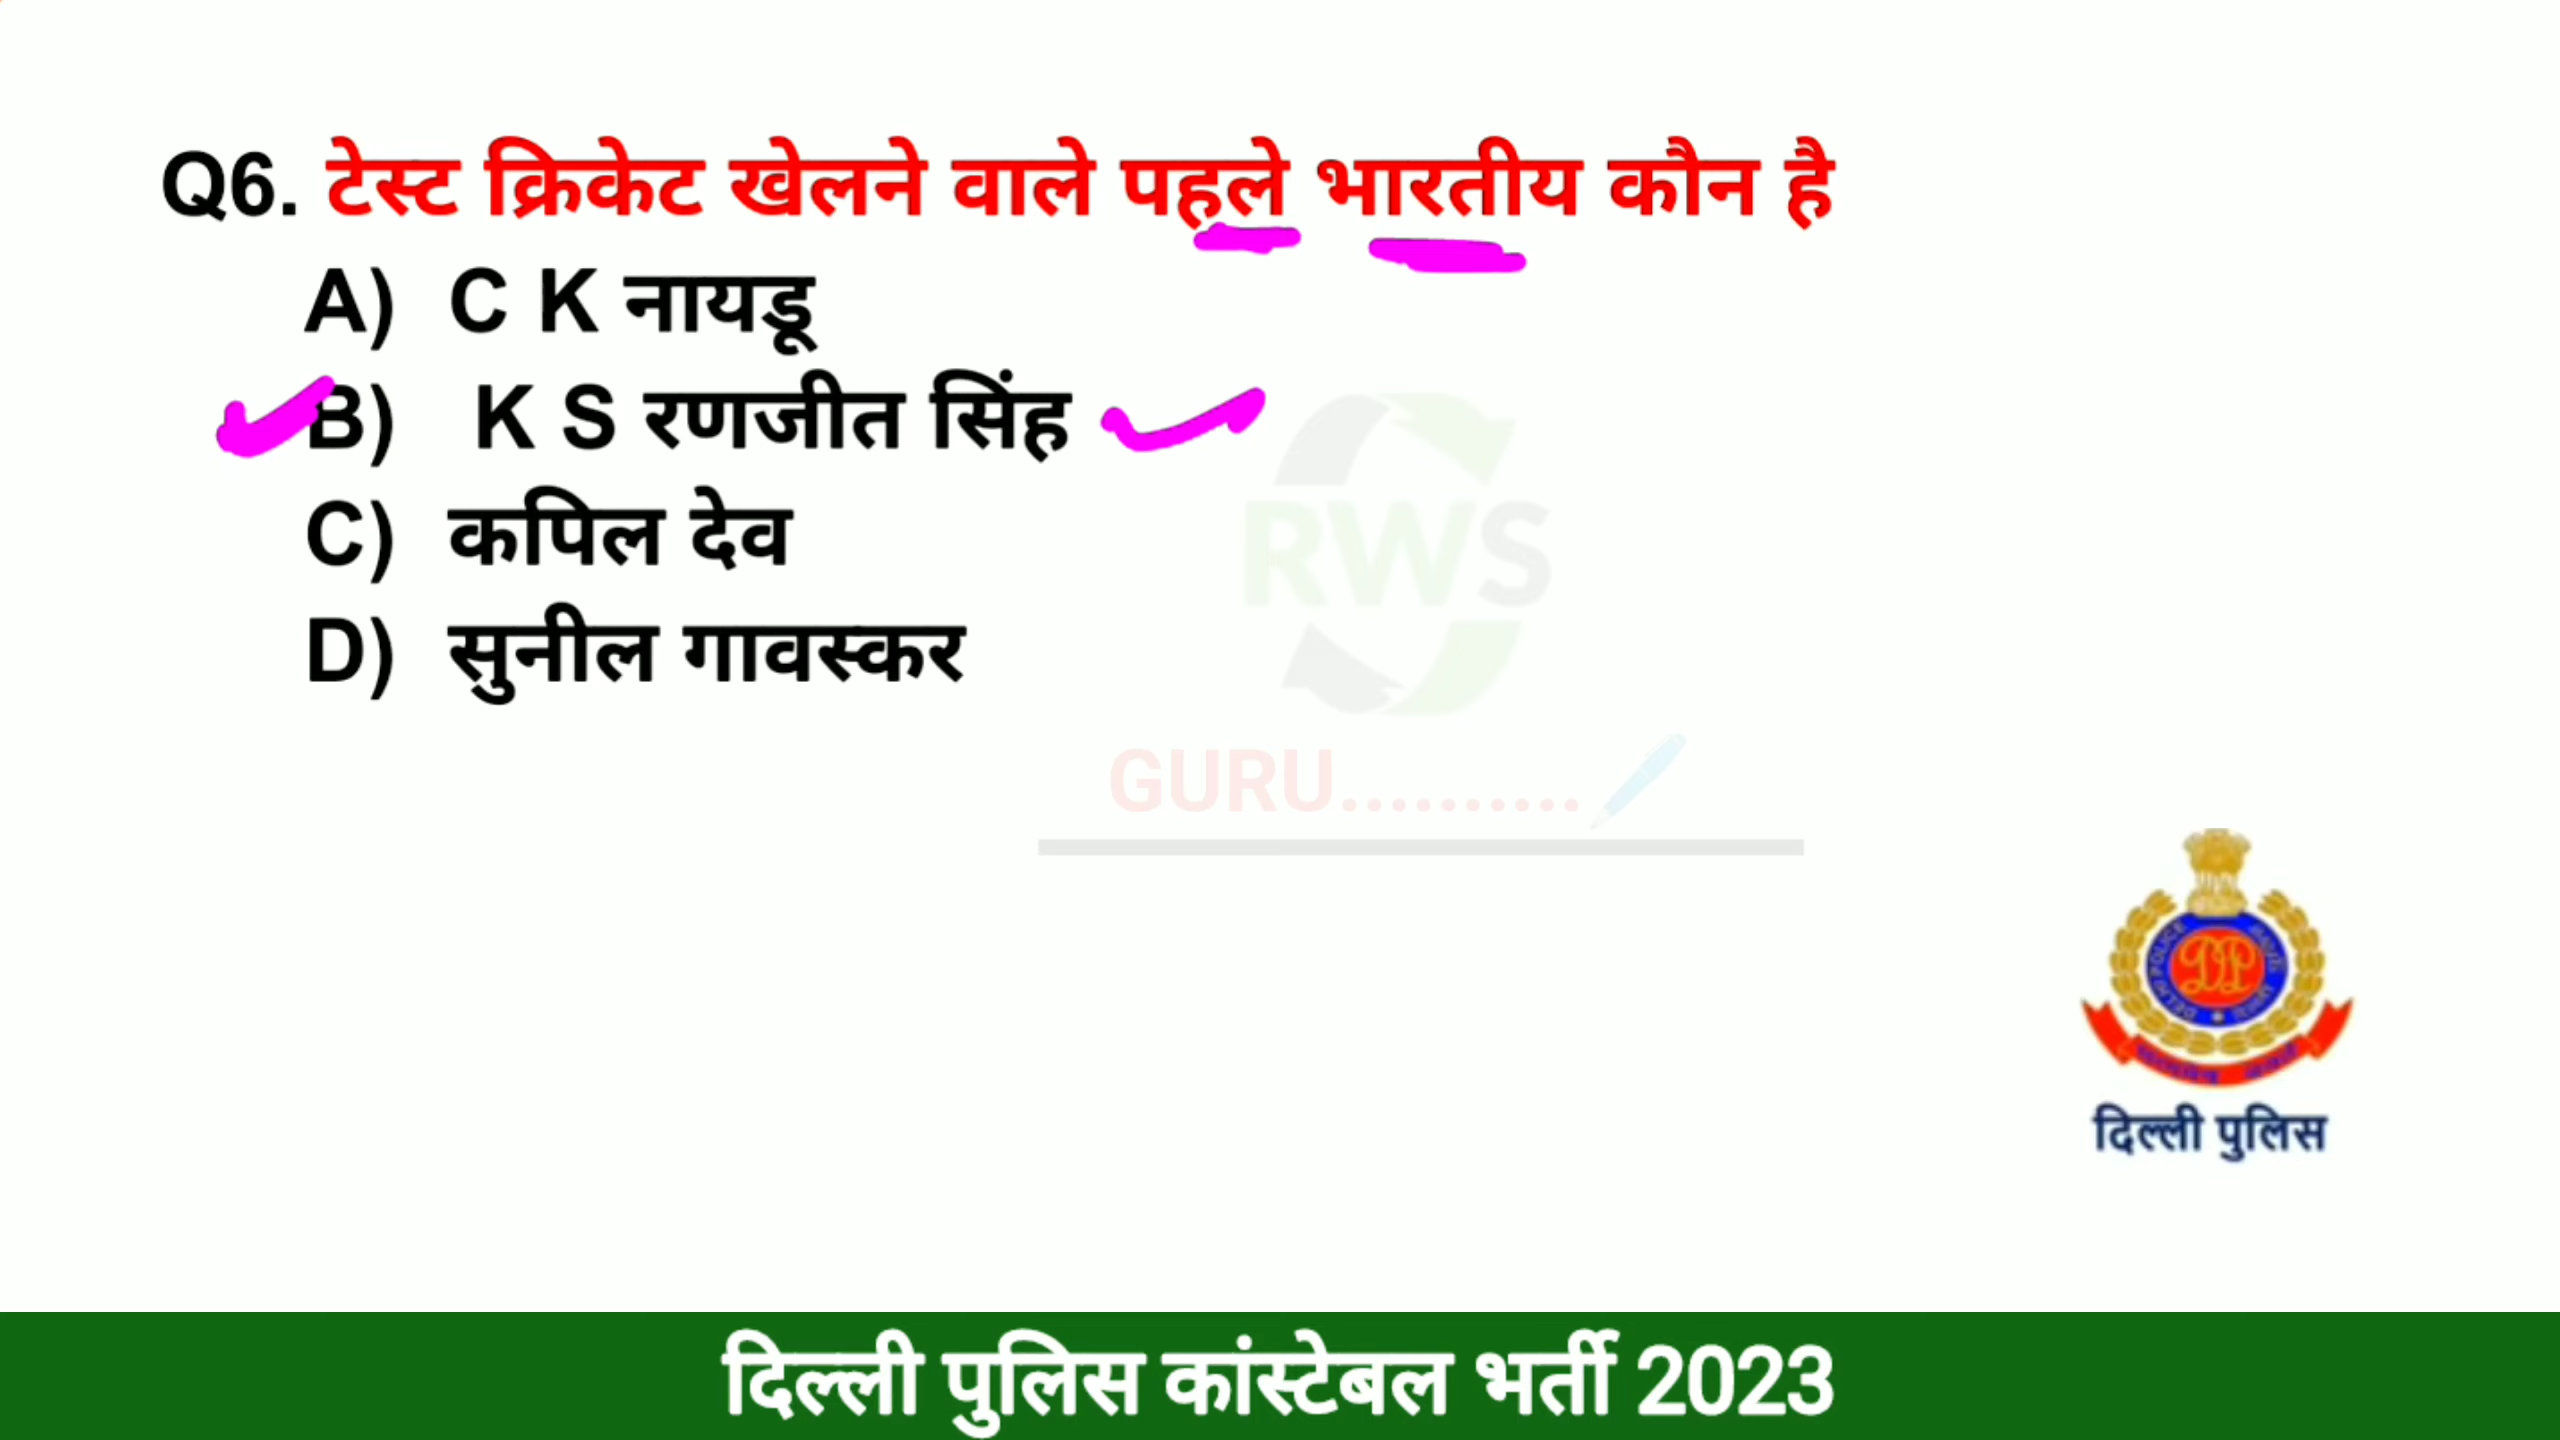 Q6. टेस्ट क्रिकेट खेलने वाले पहले भारतीय कौन है
A) C K नायडू
B) K S रणजीत सिंह
C) कपिल देव
D) सुनील गावस्कर
RWS
GURU..........
दिल्ली पुलिस
दिल्ली पुलिस कांस्टेबल भर्ती 2023